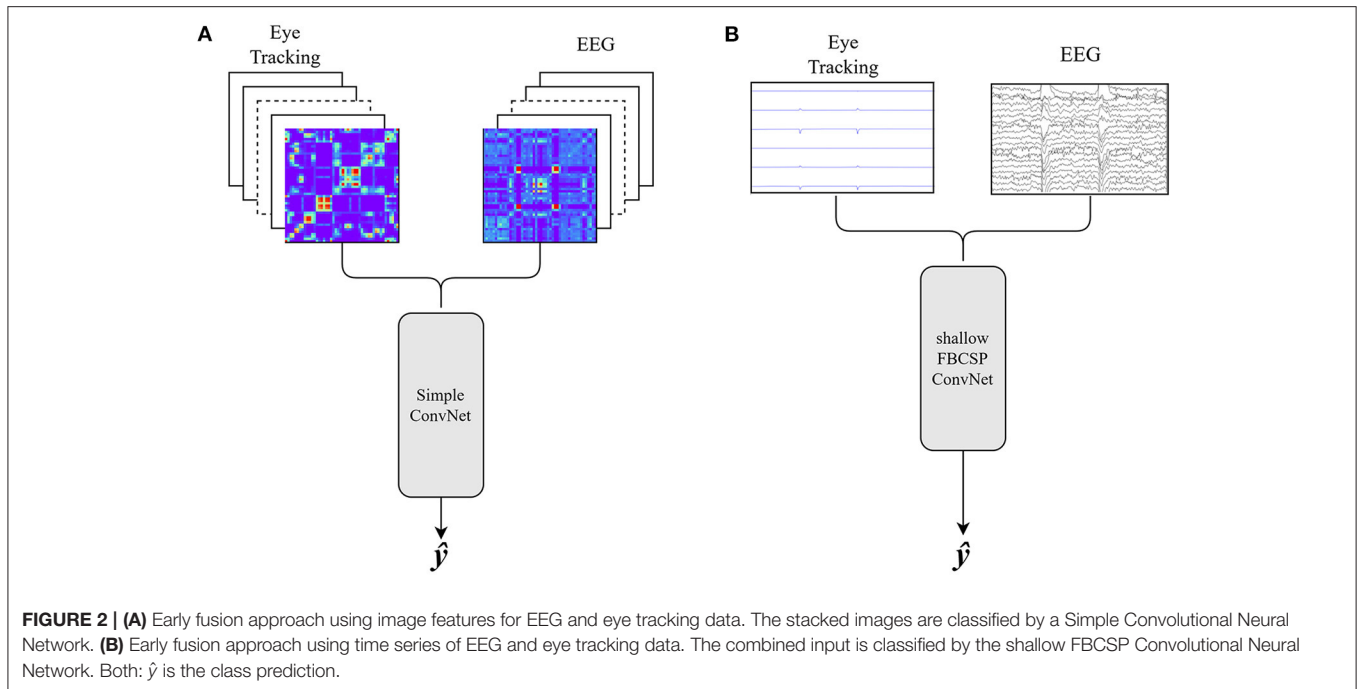 A
Eye
Tracking
EEG
Simple
ConvNet
ŷ
B
Eye
Tracking
EEG
shallow
FBCSP
ConvNet
ŷ
FIGURE 2 | (A) Early fusion approach using image features for EEG and eye tracking data. The stacked images are classified by a Simple Convolutional Neural
Network. (B) Early fusion approach using time series of EEG and eye tracking data. The combined input is classified by the shallow FBCSP Convolutional Neural
Network. Both: ŷ is the class prediction.